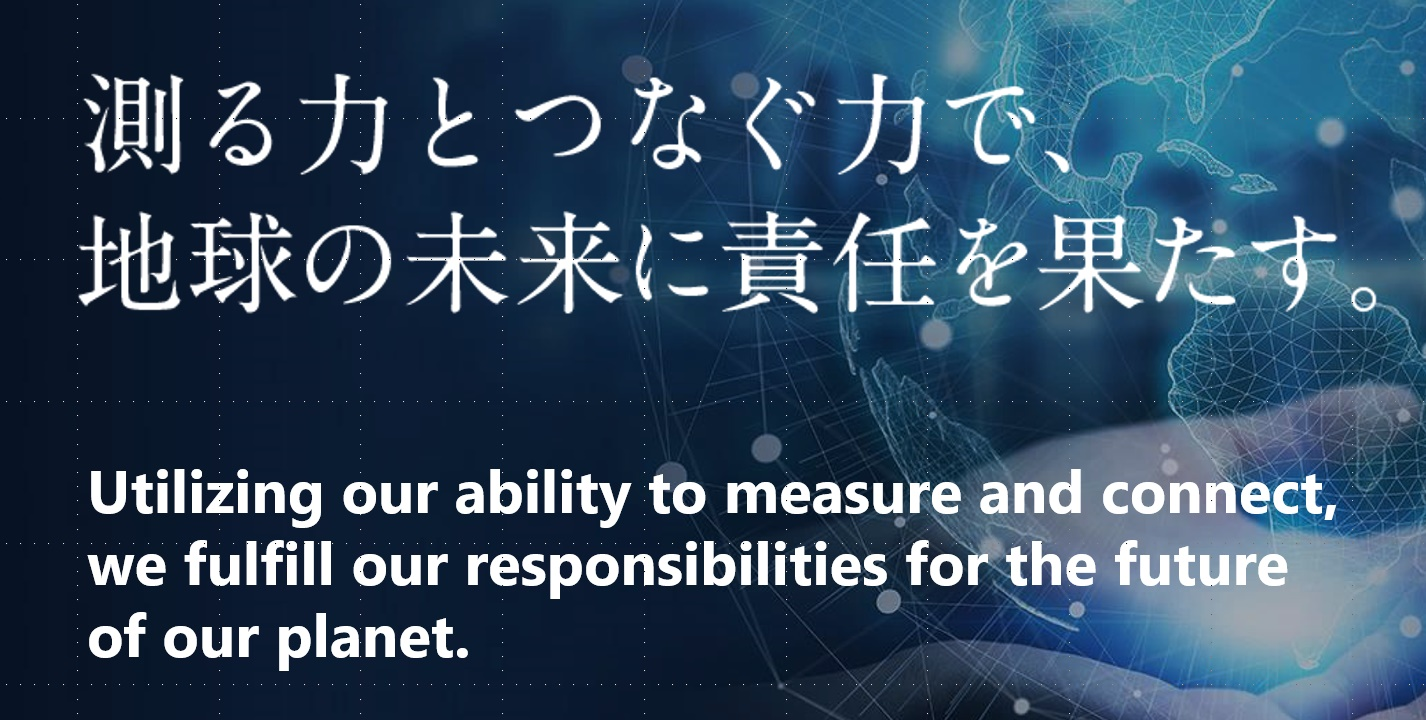 測る力とつなぐ力で、
地球の未来に責任を果たす。
Utilizing our ability to measure and connect,
we fulfill our responsibilities for the future
of our planet.